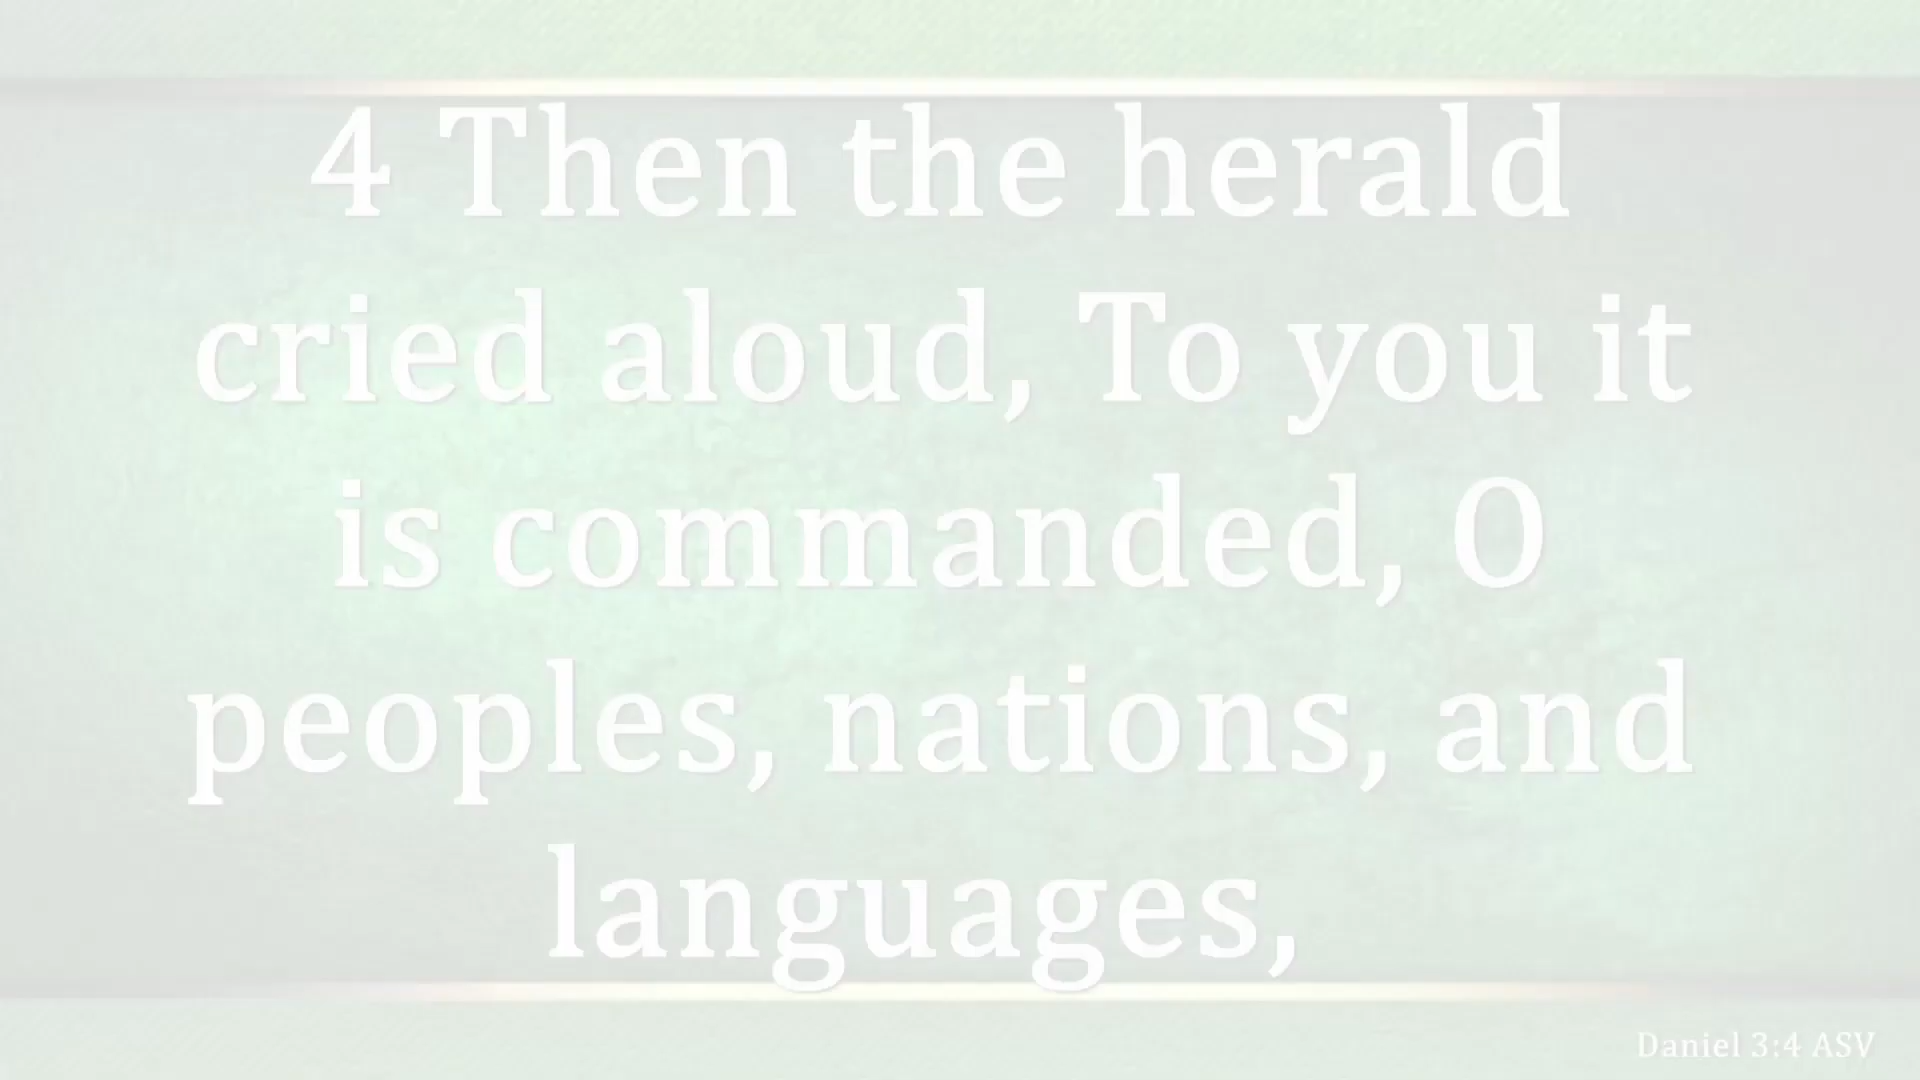 4 Then the herald
cried aloud, To you it
is commanded, O
peoples, nations, and
languages,
Daniel 3:4 ASV